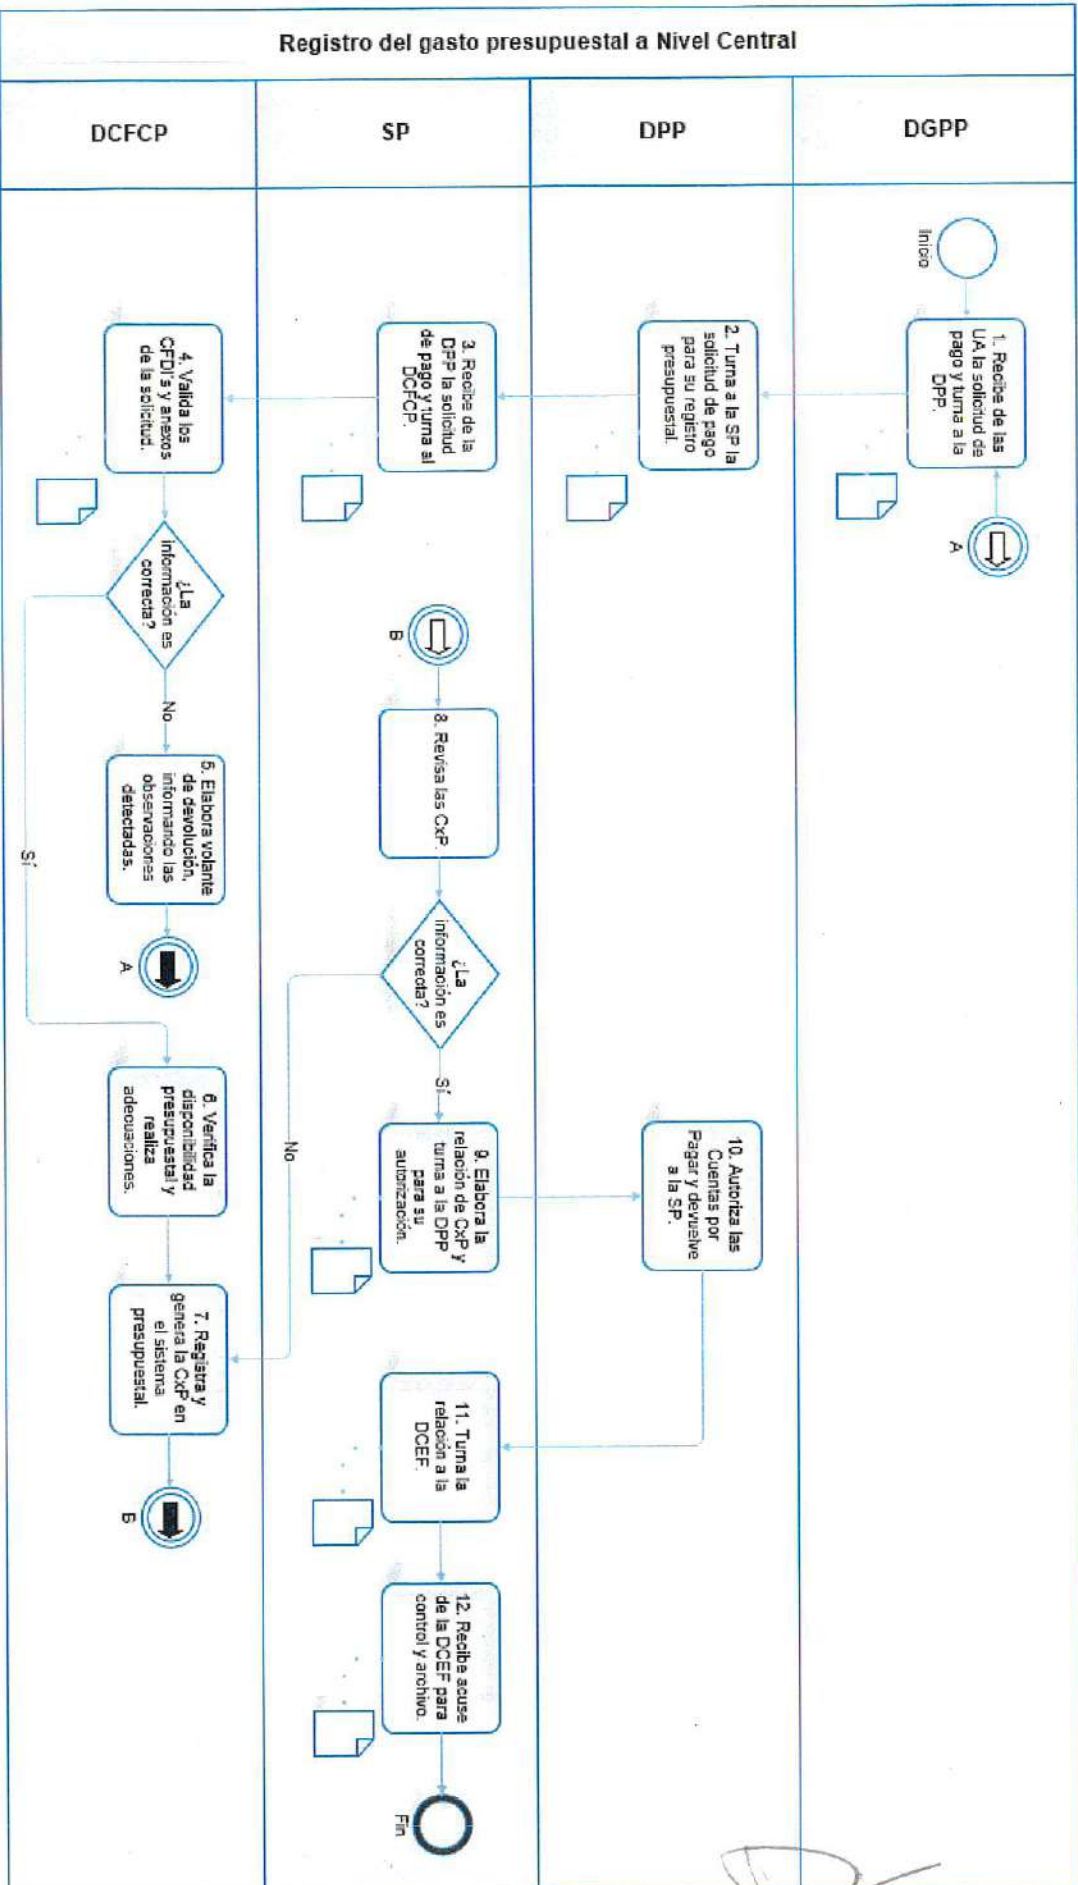 Registro del gasto presupuestal a Nivel Central
DGPP
Inicio
1. Recibe de las
UA la solicitud de
pago y turna a la
DPP.
A
DPP
2. Turna a la SP la
solicitud de pago
para su registro
presupuestal.
10. Autoriza las
Cuentas por
Pagar y devuelve
a la SP.
SP
3. Recibe de la
DPP la solicitud
de pago y turna al
DCFCP.
B
8. Revisa las CxP.
¿La
información es
correcta?
Sí
No
9. Elabora la
relación de CxP y
turna a la DPP
para su
autorización.
11. Turna la
relación a la
DCEF.
12. Recibe acuse
de la DCEF para
control y archivo.
Fin
DCFCP
4. Valida los
CFDI's y anexos
de la solicitud.
¿La
información es
correcta?
No
Sí
5. Elabora volante
de devolución,
informando las
observaciones
detectadas.
A
6. Verifica la
disponibilidad
presupuestal y
realiza
adecuaciones.
7. Registra y
genera la CxP en
el sistema
presupuestal.
B